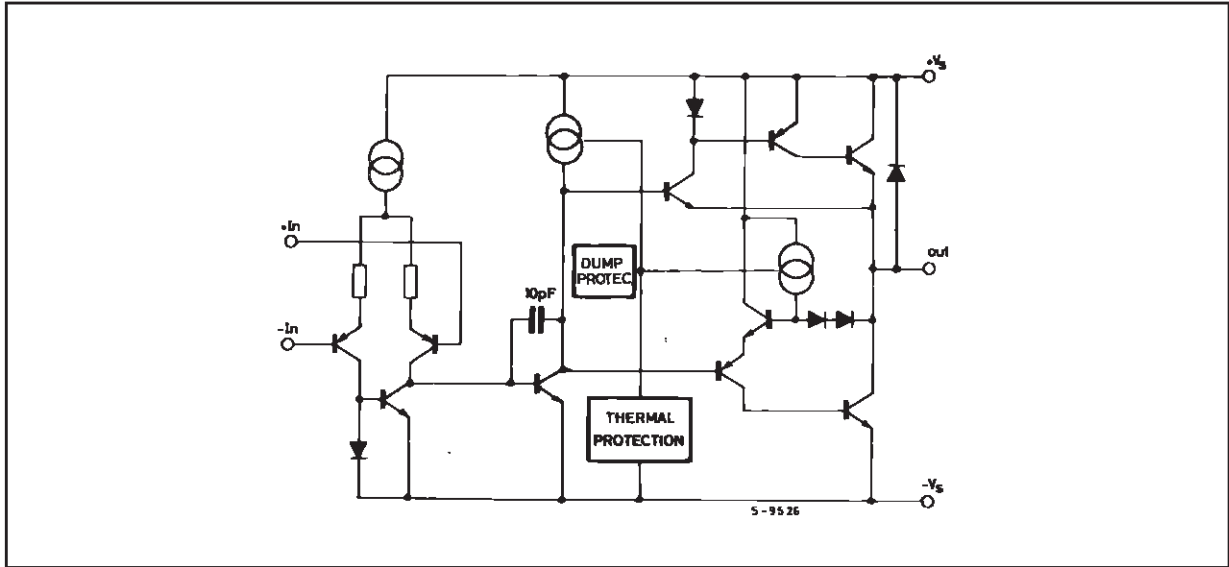 +Vs
+In
out
DUMP
PROTEC.
10pF
-In
THERMAL
PROTECTION
-Vs
5-9526